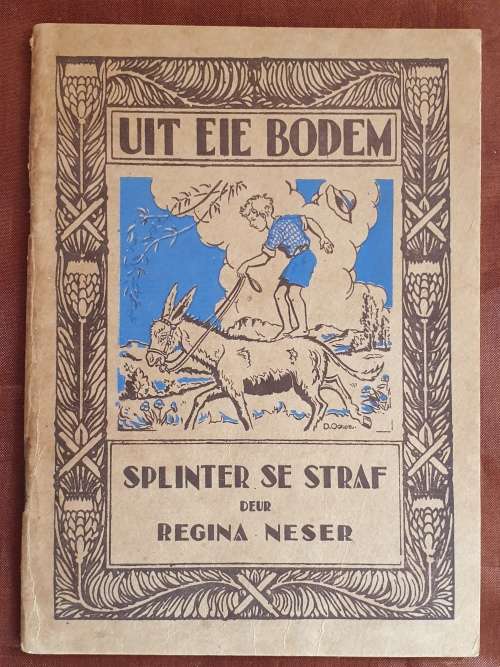 UIT EIE BODEM
SPLINTER SE STRAF
DEUR
REGINA NESER